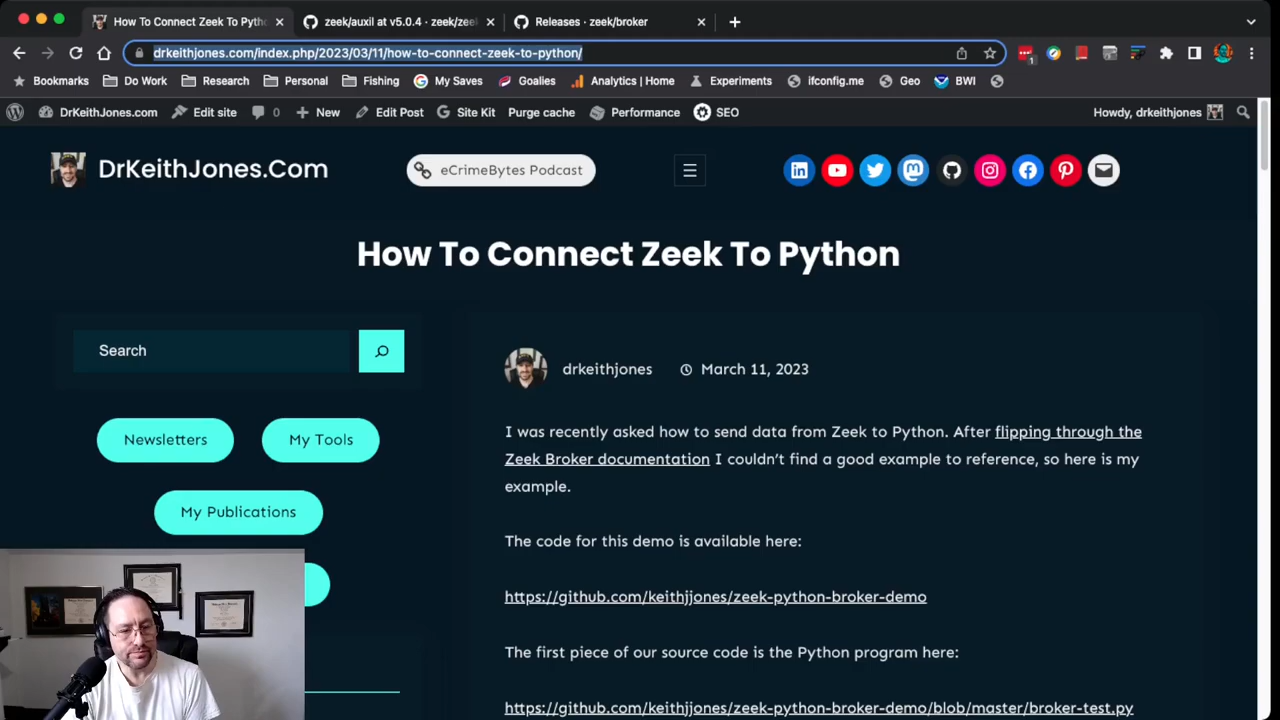 How To Connect Zeek To Pytho
zeek/auxil at v5.0.4 · zeek/zee
Releases · zeek/broker
drkeithjones.com/index.php/2023/03/11/how-to-connect-zeek-to-python/
1
Bookmarks
Do Work
Research
Personal
Fishing
My Saves
Goalies
Analytics | Home
Experiments
ifconfig.me
Geo
BWI
DrKeithJones.com
Edit site
0
New
Edit Post
Site Kit
Purge cache
Performance
SEO
Howdy, drkeithjones
DrKeithJones.Com
eCrimeBytes Podcast
How To Connect Zeek To Python
Search
Newsletters
My Tools
My Publications
drkeithjones
March 11, 2023
I was recently asked how to send data from Zeek to Python. After flipping through the
Zeek Broker documentation I couldn't find a good example to reference, so here is my
example.
The code for this demo is available here:
https://github.com/keithjjones/zeek-python-broker-demo
The first piece of our source code is the Python program here:
https://github.com/keithjjones/zeek-python-broker-demo/blob/master/broker-test.py